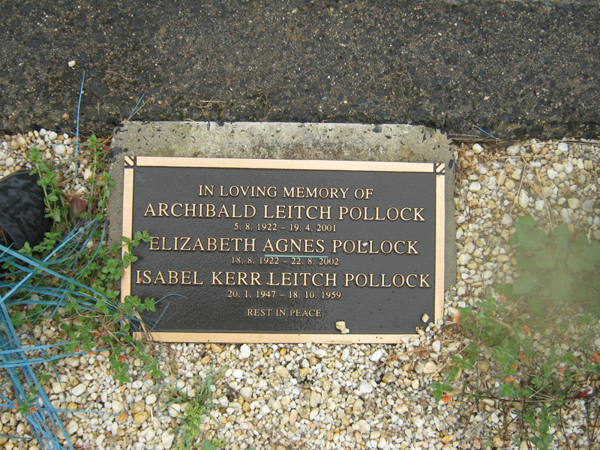 IN LOVING MEMORY OF
ARCHIBALD LEITCH POLLOCK
5. 8. 1922 – 19. 4. 2001
ELIZABETH AGNES POLLOCK
18. 8. 1922 – 22. 8. 2002
ISABEL KERR LEITCH POLLOCK
20. 1. 1947 – 18. 10. 1959
REST IN PEACE